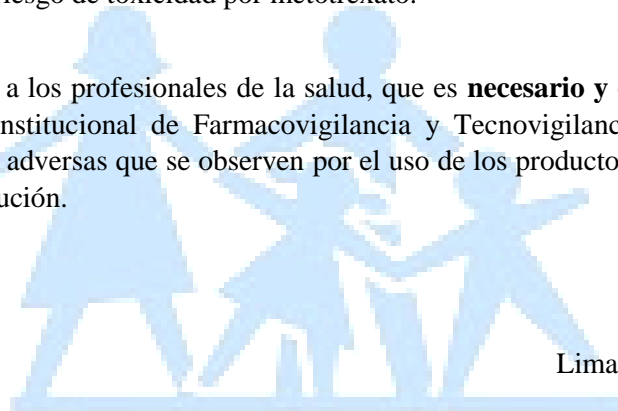 riesgo de toxicidad por metotrexato.
a los profesionales de la salud, que es necesario y
nstitucional de Farmacovigilancia y Tecnovigilanc
adversas que se observen por el uso de los producto
ución.
Lima